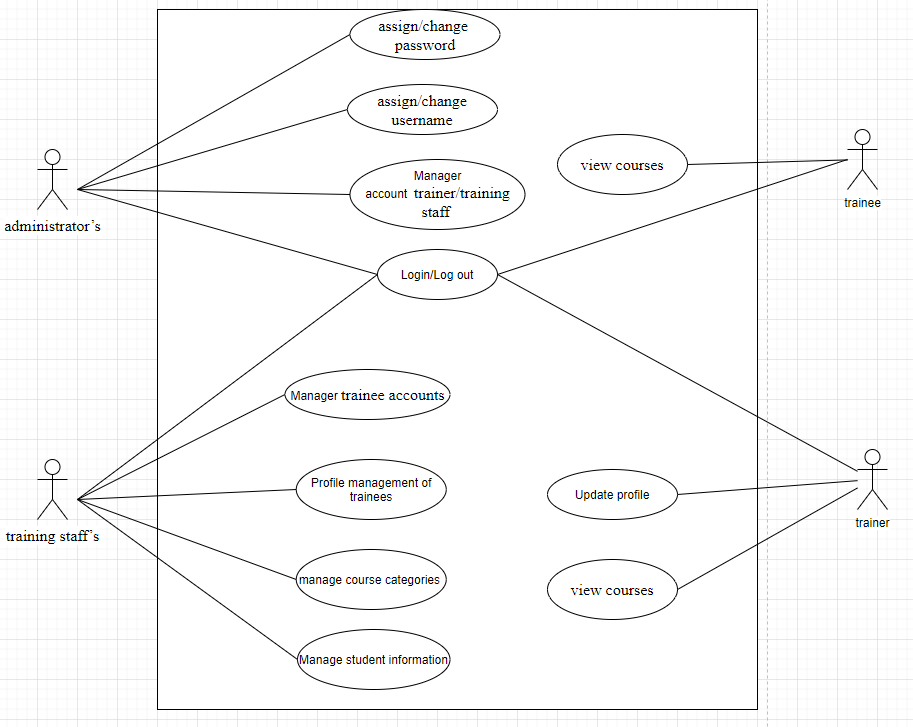 assign/change
password
assign/change
username
view courses
Manager
account trainer/training
staff
trainee
administrator’s
Login/Log out
Manager trainee accounts
Profile management of
trainees
Update profile
training staff’s
trainer
manage course categories
view courses
Manage student information